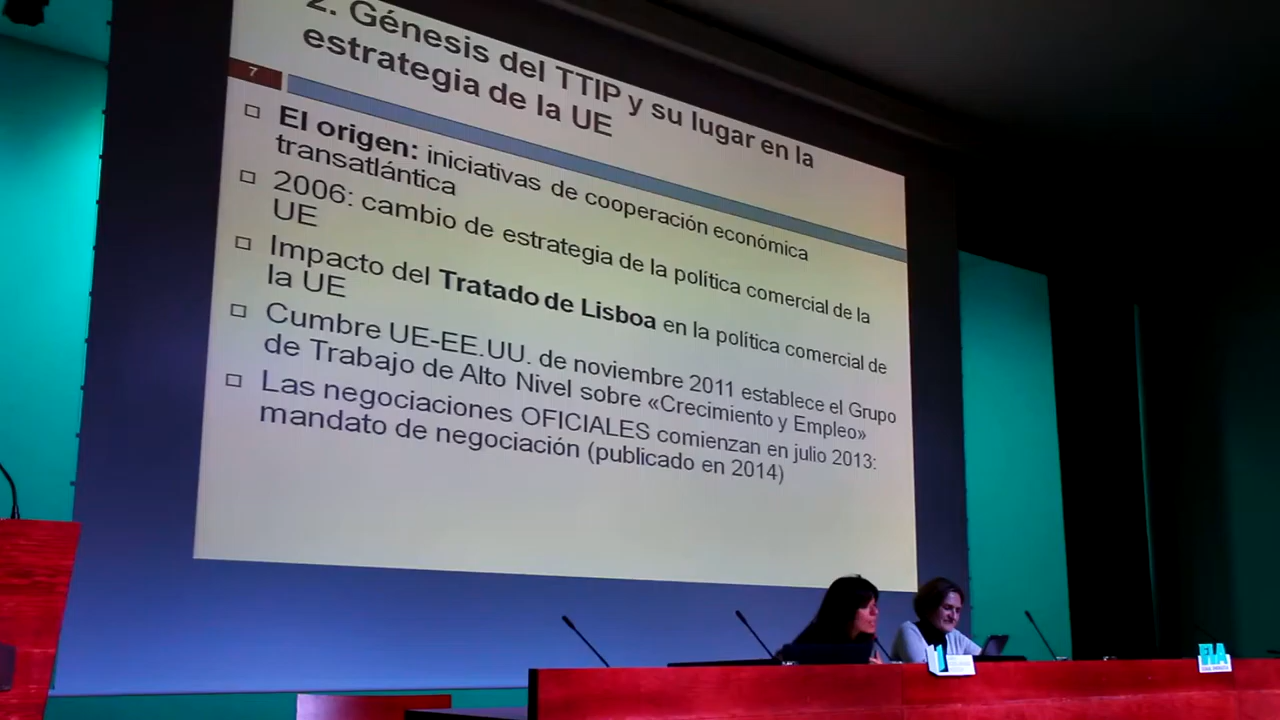 2. Génesis del TTIP y su lugar en la
estrategia de la UE
7
El origen: iniciativas de cooperación económica
transatlántica
2006: cambio de estrategia de la política comercial de la
UE
Impacto del Tratado de Lisboa en la política comercial de
la UE
Cumbre UE-EE.UU. de noviembre 2011 establece el Grupo
de Trabajo de Alto Nivel sobre «Crecimiento y Empleo»
Las negociaciones OFICIALES comienzan en julio 2013:
mandato de negociación (publicado en 2014)